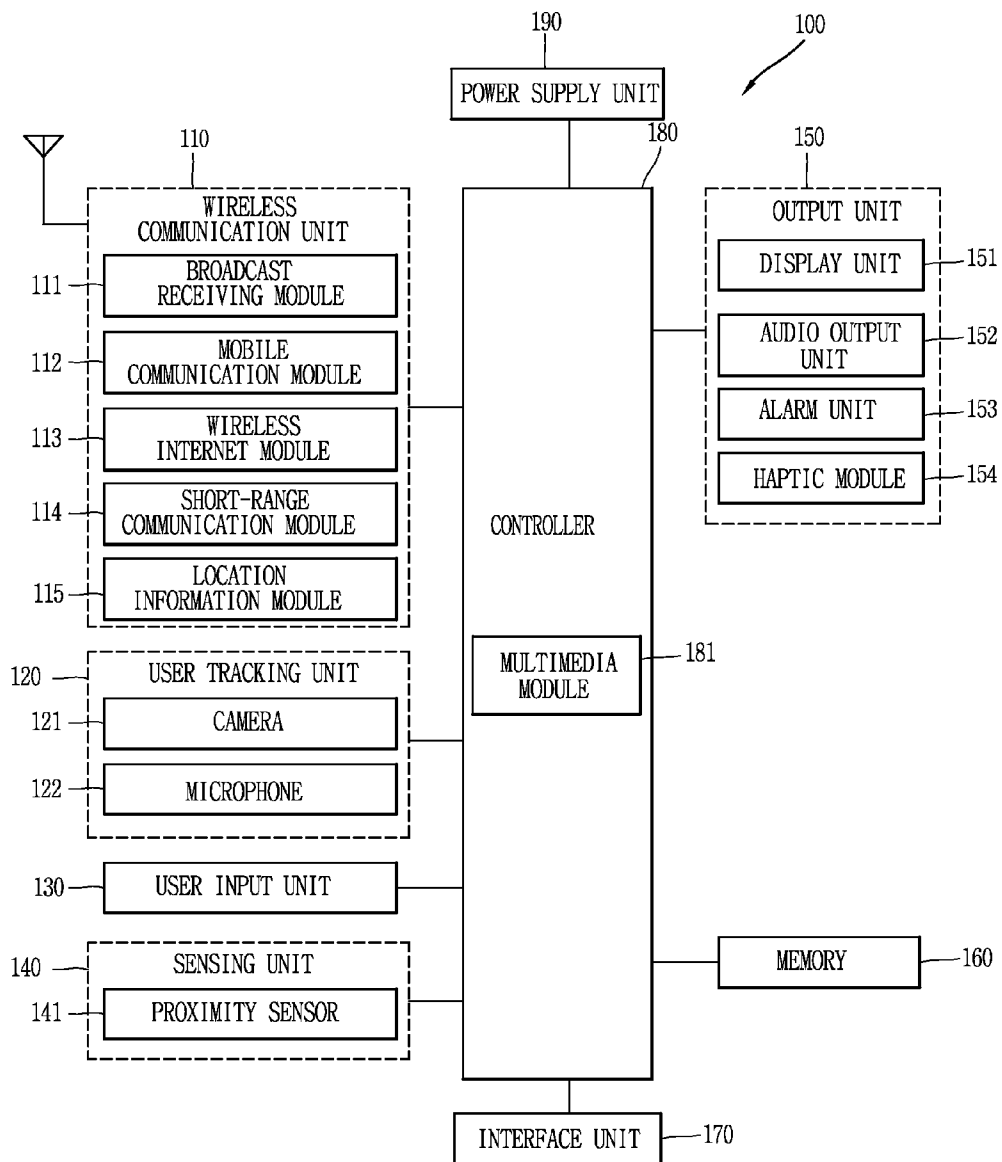 190
100
POWER SUPPLY UNIT
110
180
150
WIRELESS
COMMUNICATION UNIT
OUTPUT UNIT
111
BROADCAST
RECEIVING MODULE
DISPLAY UNIT
151
112
MOBILE
COMMUNICATION MODULE
AUDIO OUTPUT
UNIT
152
113
WIRELESS
INTERNET MODULE
ALARM UNIT
153
114
SHORT-RANGE
COMMUNICATION MODULE
HAPTIC MODULE
154
CONTROLLER
115
LOCATION
INFORMATION MODULE
MULTIMEDIA
MODULE
181
120
USER TRACKING UNIT
121
CAMERA
122
MICROPHONE
130
USER INPUT UNIT
140
SENSING UNIT
141
PROXIMITY SENSOR
MEMORY
160
INTERFACE UNIT
170